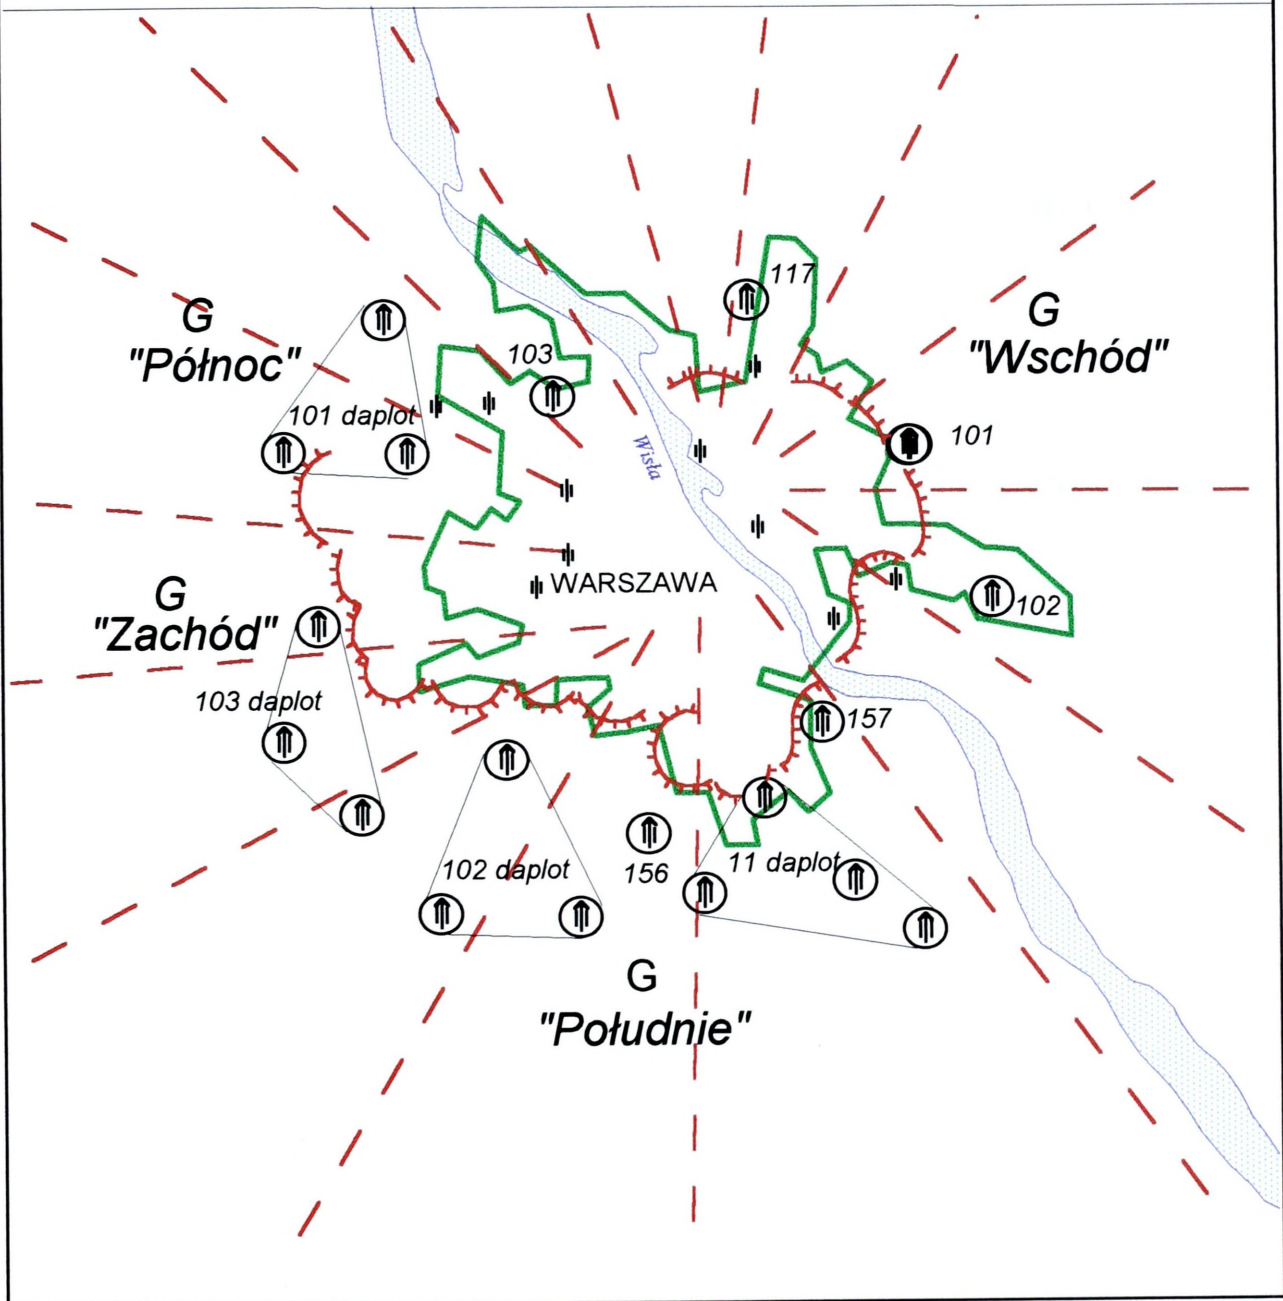 117
G
"Północ"
G
"Wschód"
103
101 daplot
101
Wisła
WARSZAWA
G
"Zachód"
102
103 daplot
157
102 daplot
156
11 daplot
G
"Południe"